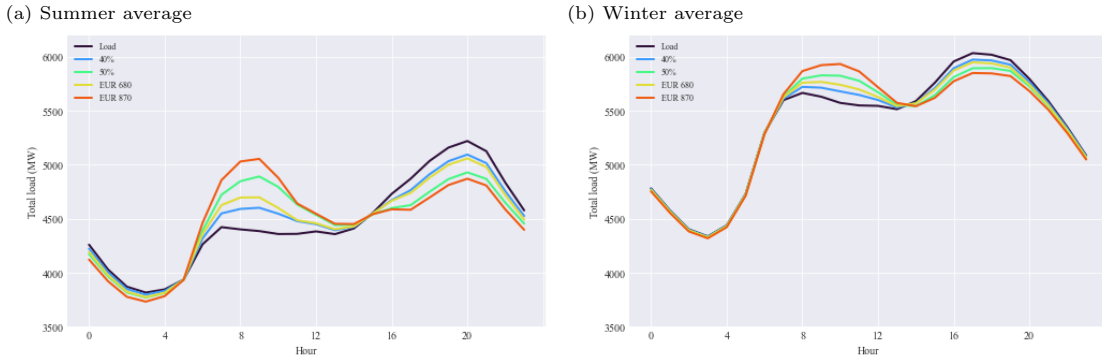 (a) Summer average
Total load (MW)
6000
5500
5000
4500
4000
3500
Load
40%
50%
EUR 680
EUR 870
0 4 8 12 16 20
Hour
(b) Winter average
Total load (MW)
6000
5500
5000
4500
4000
3500
Load
40%
50%
EUR 680
EUR 870
0 4 8 12 16 20
Hour